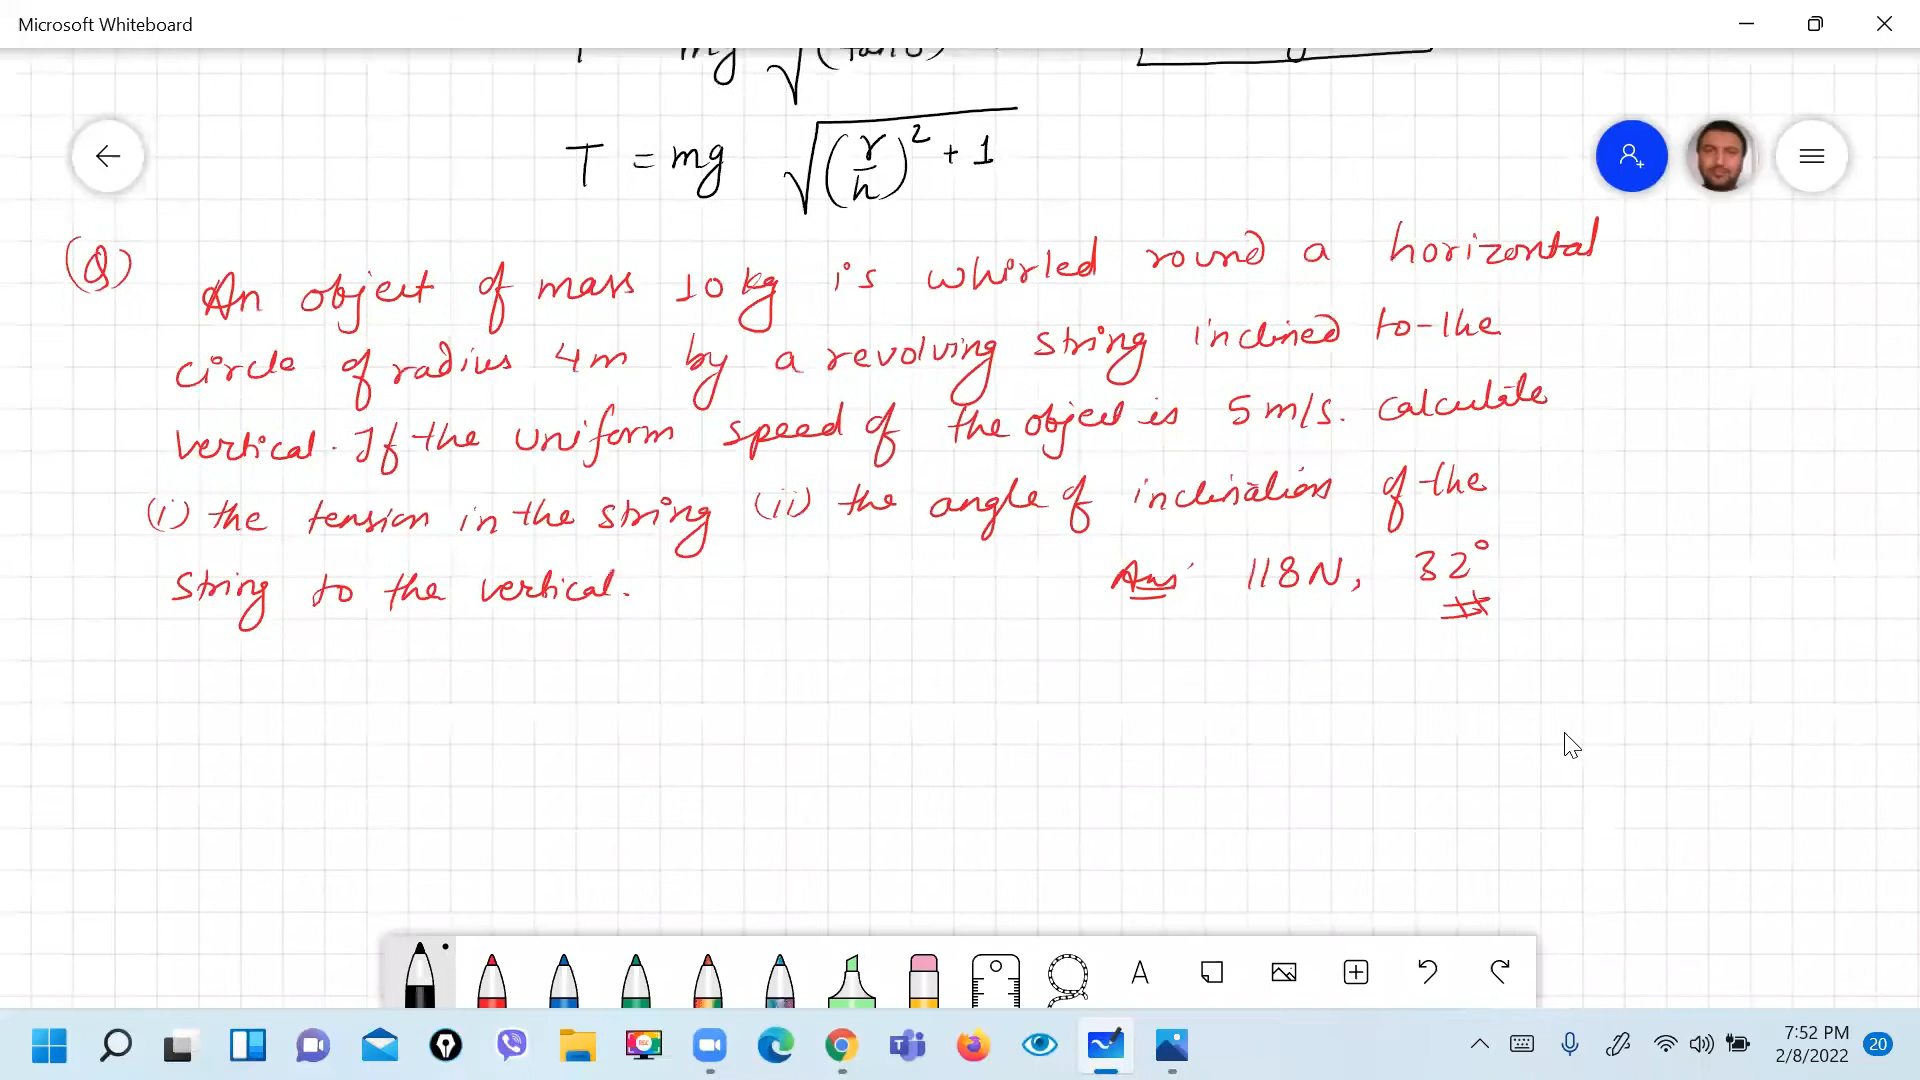 Microsoft Whiteboard
T = mg √((r/h)² + 1)
(Q) An object of mass 10 kg is whirled round a horizontal
circle of radius 4m by a revolving string inclined to the
vertical. If the uniform speed of the object is 5 m/s. calculate
(i) the tension in the string (ii) the angle of inclination of the
string to the vertical.
Ans: 118N, 32°
A
7:52 PM
2/8/2022
20